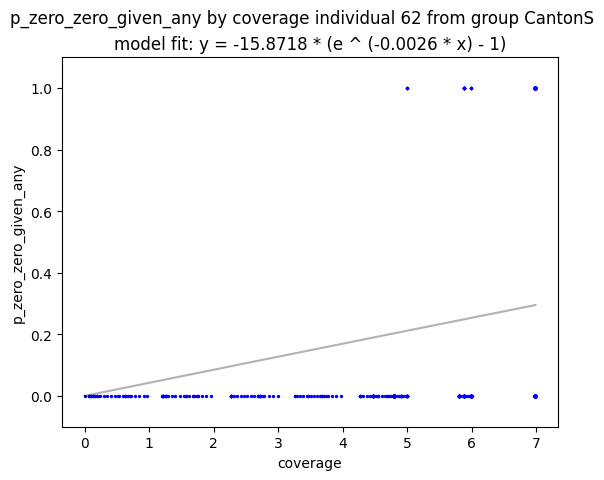 p_zero_zero_given_any by coverage individual 62 from group CantonS
model fit: y = -15.8718 * (e ^ (-0.0026 * x) - 1)
p_zero_zero_given_any
1.0
0.8
0.6
0.4
0.2
0.0
0 1 2 3 4 5 6 7
coverage